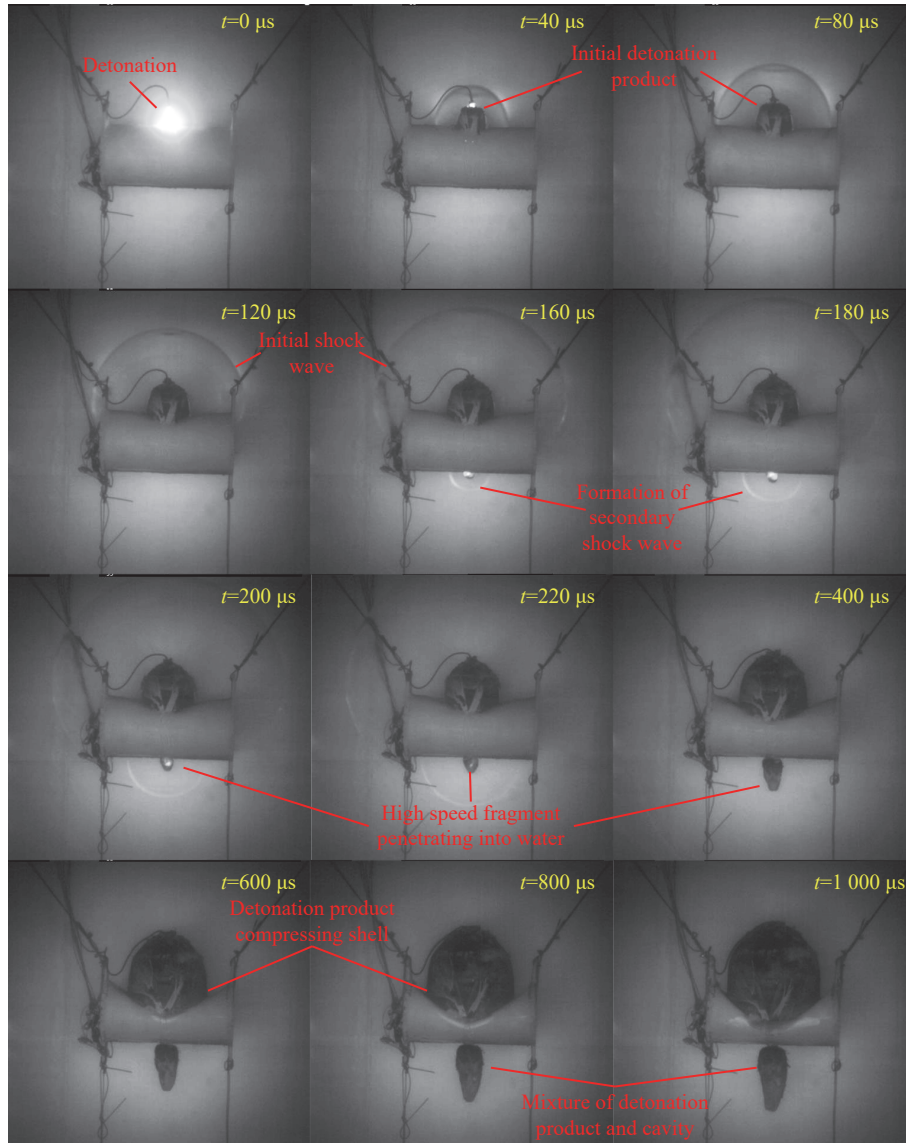 t=0 μs
t=40 μs
t=80 μs
Detonation
Initial detonation
product
t=120 μs
t=160 μs
t=180 μs
Initial shock
wave
Formation of
secondary
shock wave
t=200 μs
t=220 μs
t=400 μs
High speed fragment
penetrating into water
t=600 μs
t=800 μs
t=1 000 μs
Detonation product
compressing shell
Mixture of detonation
product and cavity